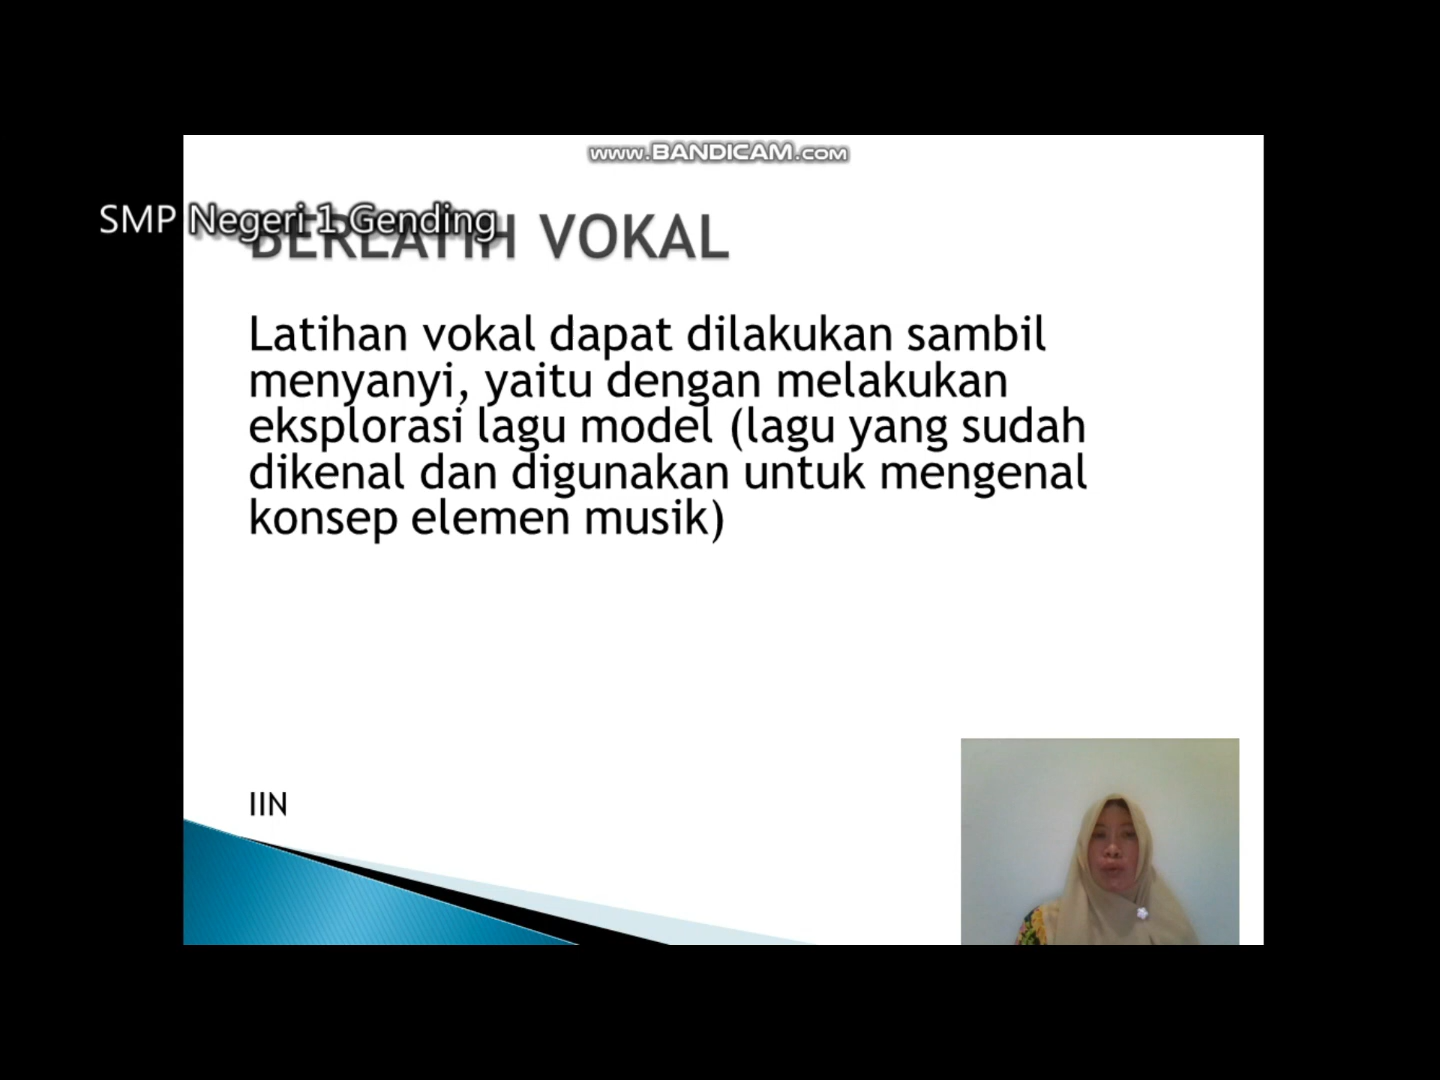 www.BANDICAM.com
SMP Negeri 1 Gending
BERLATIH VOKAL
Latihan vokal dapat dilakukan sambil
menyanyi, yaitu dengan melakukan
eksplorasi lagu model (lagu yang sudah
dikenal dan digunakan untuk mengenal
konsep elemen musik)
IIN